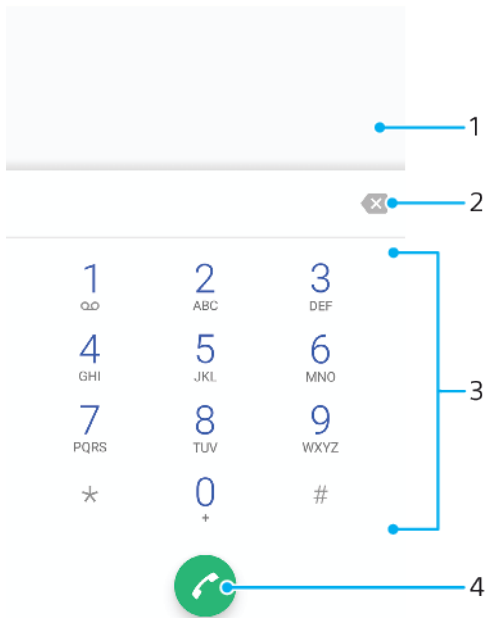 1
2
1 2 3
ABC DEF
4 5 6
GHI JKL MNO
3
7 8 9
PQRS TUV WXYZ
* 0 #
+
4